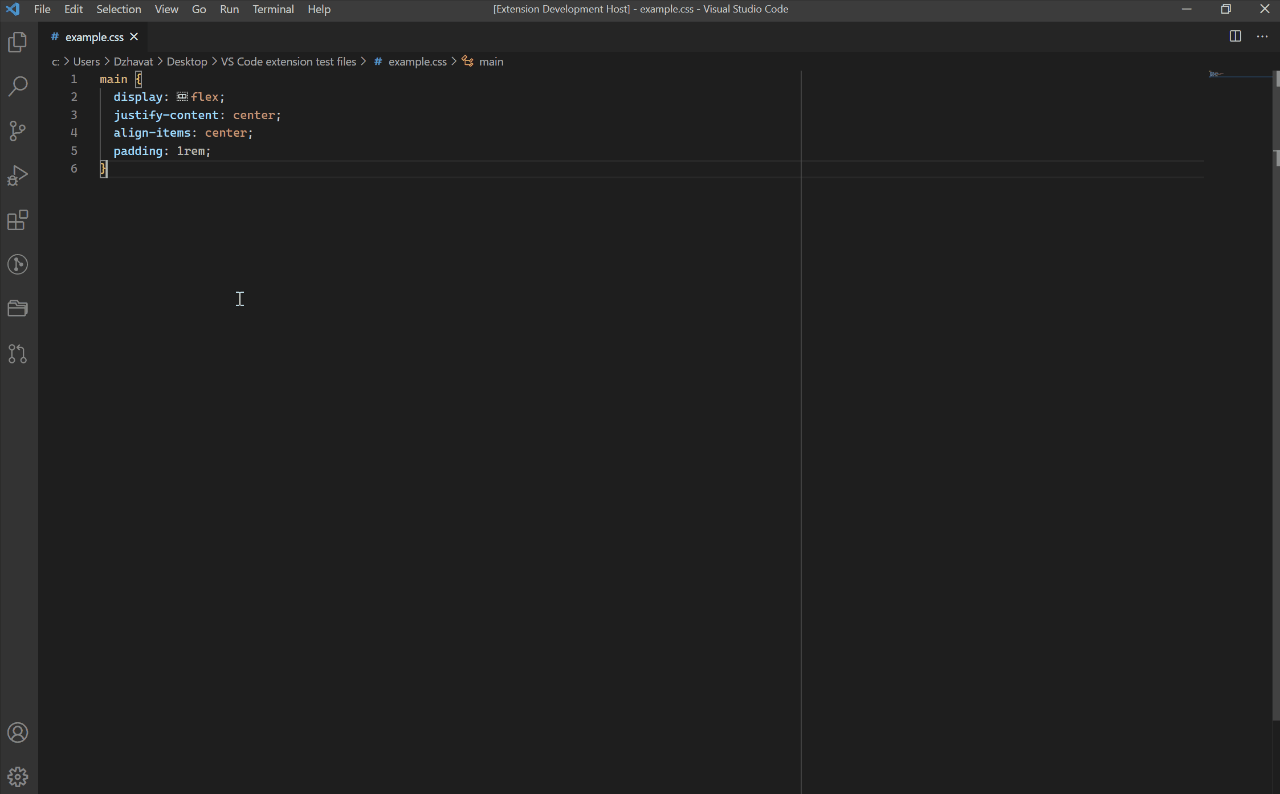 File Edit Selection View Go Run Terminal Help [Extension Development Host] - example.css - Visual Studio Code
# example.css
c: > Users > Dzhavat > Desktop > VS Code extension test files > # example.css > main
1 main {
2   display: flex;
3   justify-content: center;
4   align-items: center;
5   padding: 1rem;
6 }